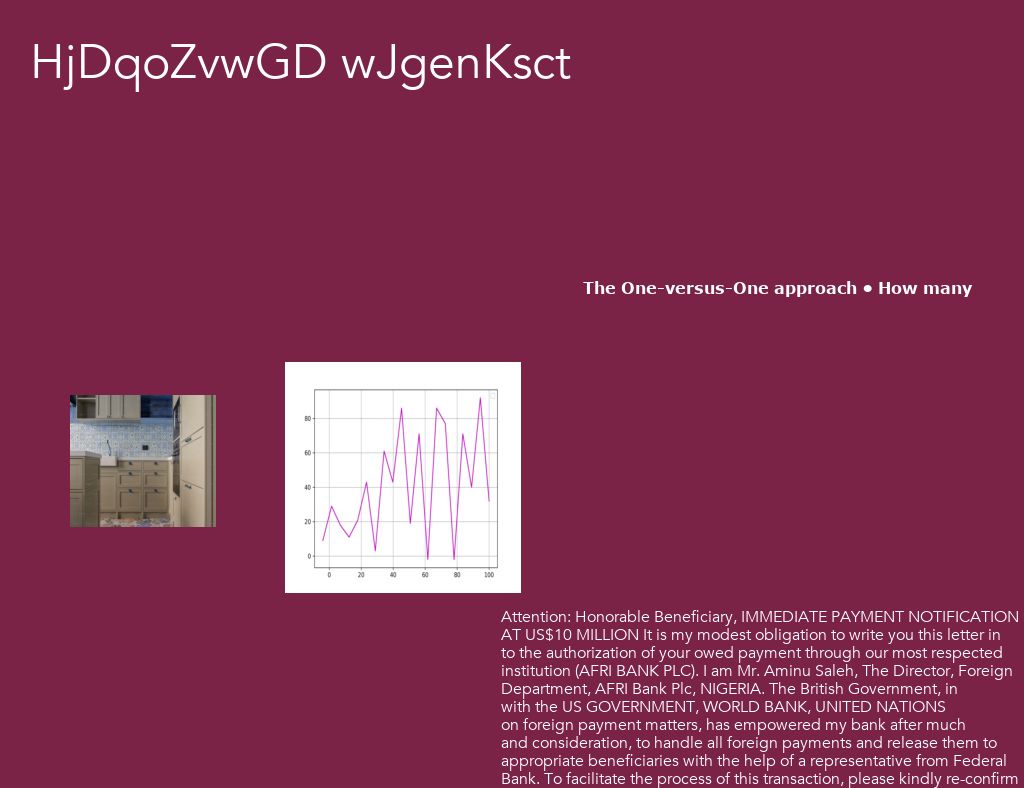 HjDqoZvwGD wJgenKsct
The One-versus-One approach • How many
80
60
40
20
0
0 20 40 60 80 100
Attention: Honorable Beneficiary, IMMEDIATE PAYMENT NOTIFICATION
AT US$10 MILLION It is my modest obligation to write you this letter in
to the authorization of your owed payment through our most respected
institution (AFRI BANK PLC). I am Mr. Aminu Saleh, The Director, Foreign
Department, AFRI Bank Plc, NIGERIA. The British Government, in
with the US GOVERNMENT, WORLD BANK, UNITED NATIONS
on foreign payment matters, has empowered my bank after much
and consideration, to handle all foreign payments and release them to
appropriate beneficiaries with the help of a representative from Federal
Bank. To facilitate the process of this transaction, please kindly re-confirm